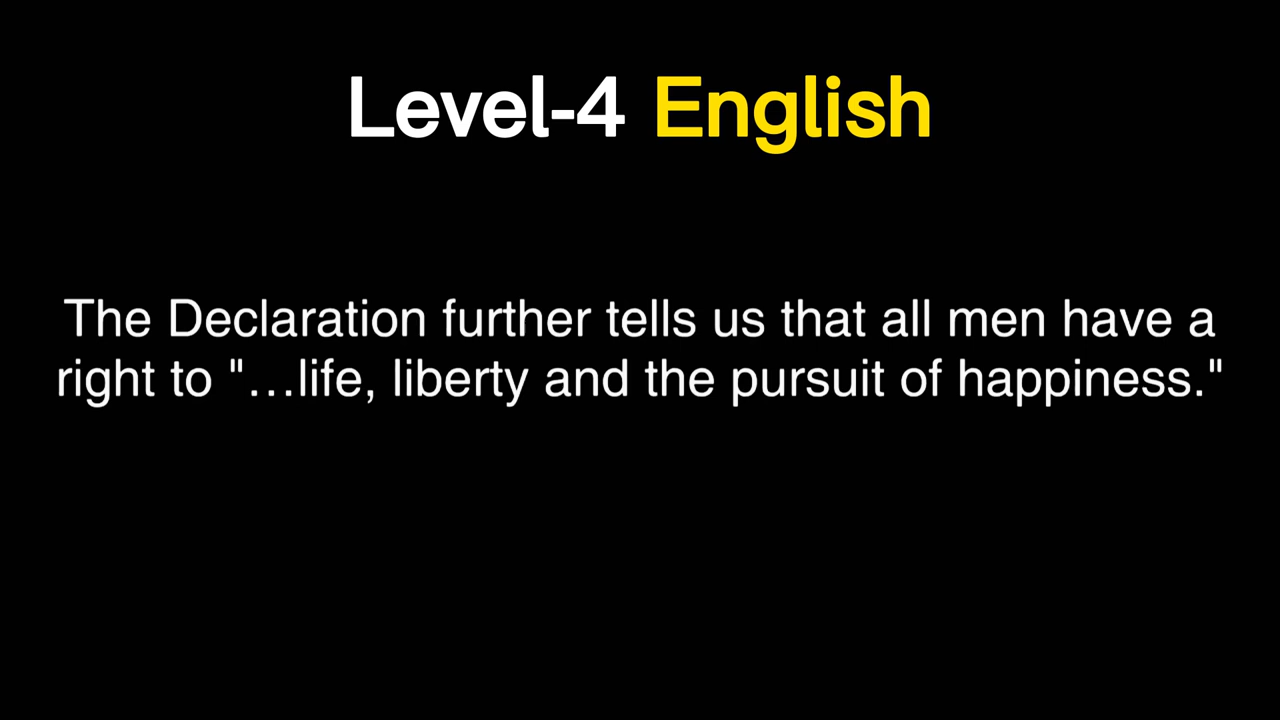 Level-4 English
The Declaration further tells us that all men have a
right to "…life, liberty and the pursuit of happiness."